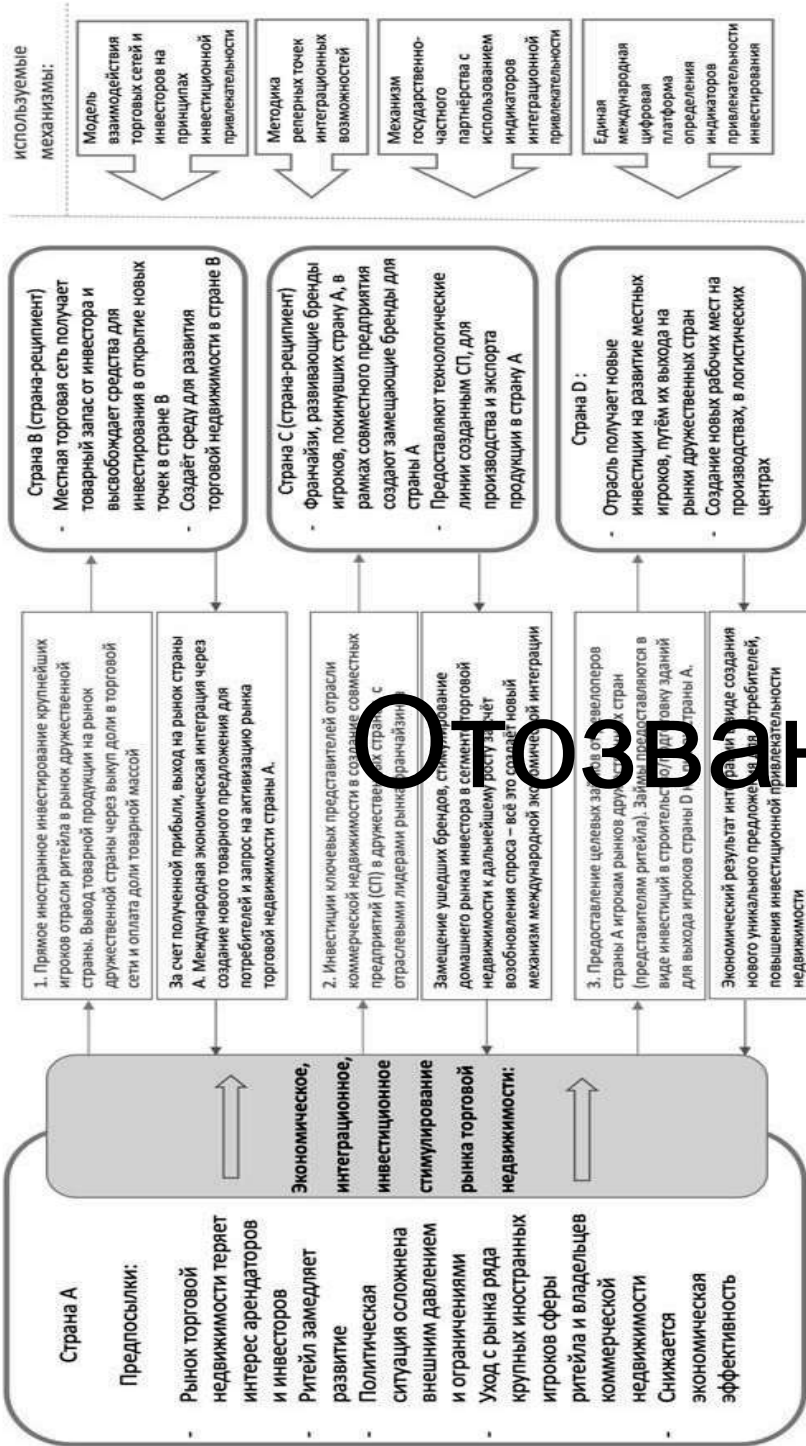 Страна А
Предпосылки:
- Рынок торговой
недвижимости теряет
интерес арендаторов
и инвесторов
- Ритейл замедляет
развитие
- Политическая
ситуация осложнена
внешним давлением
и ограничениями
- Уход с рынка ряда
крупных иностранных
игроков сферы
ритейла и владельцев
коммерческой
недвижимости
- Снижается
экономическая
эффективность
Экономическое,
интеграционное,
инвестиционное
стимулирование
рынка торговой
недвижимости:
1. Прямое иностранное инвестирование крупнейших
игроков отрасли ритейла в рынок дружественной
страны. Вывод товарной продукции на рынок
дружественной страны через выкуп доли в торговой
сети и оплата доли товарной массой
За счет полученной прибыли, выход на рынок страны
А. Международная экономическая интеграция через
создание нового товарного предложения для
потребителей и запрос на активизацию рынка
торговой недвижимости страны А.
2. Инвестиции ключевых представителей отрасли
коммерческой недвижимости в создание совместных
предприятий (СП) в дружественных странах с
отраслевыми лидерами рынка франчайзинга
Замещение ушедших брендов, стимулирование
домашнего рынка инвестора в сегменте торговой
недвижимости к дальнейшему росту за счёт
возобновления спроса – всё это создаёт новый
механизм международной экономической интеграции
3. Предоставление целевых займов от девелоперов
страны А игрокам рынков дружественных стран
(представителям ритейла). Займы предоставляются в
виде инвестиций в строительство/подготовку зданий
для выхода игроков страны D на рынок страны А.
Экономический результат интеграции в виде создания
нового уникального предложения для потребителей,
повышения инвестиционной привлекательности
недвижимости
Страна В (страна-реципиент)
- Местная торговая сеть получает
товарный запас от инвестора и
высвобождает средства для
инвестирования в открытие новых
точек в стране В
- Создаёт среду для развития
торговой недвижимости в стране В
Страна С (страна-реципиент)
- Франчайзи, развивающие бренды
игроков, покинувших страну А, в
рамках совместного предприятия
создают замещающие бренды для
страны А
- Предоставляют технологические
линии созданным СП, для
производства и экспорта
продукции в страну А
Страна D :
- Отрасль получает новые
инвестиции на развитие местных
игроков, путём их выхода на
рынки дружественных стран
- Создание новых рабочих мест на
производствах, в логистических
центрах
используемые
механизмы:
Модель
взаимодействия
торговых сетей и
инвесторов на
принципах
инвестиционной
привлекательности
Методика
реперных точек
интеграционных
возможностей
Механизм
государственно-
частного
партнёрства с
использованием
индикаторов
интеграционной
привлекательности
Единая
международная
цифровая
платформа
определения
индикаторов
привлекательности
инвестирования